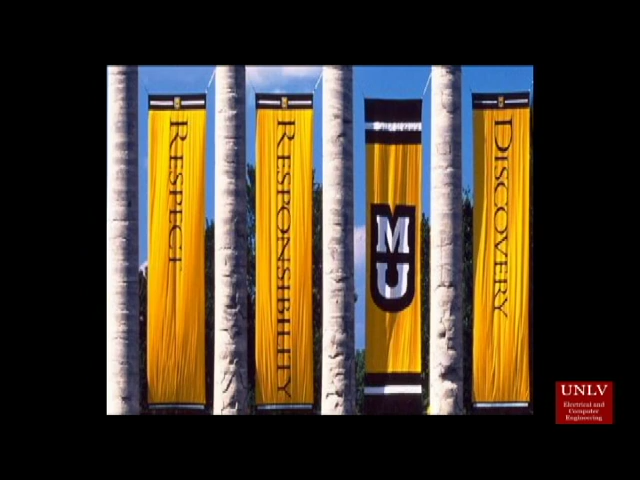 RESPECT
RESPONSIBILITY
MU
DISCOVERY
UNLV
Electrical and
Computer
Engineering